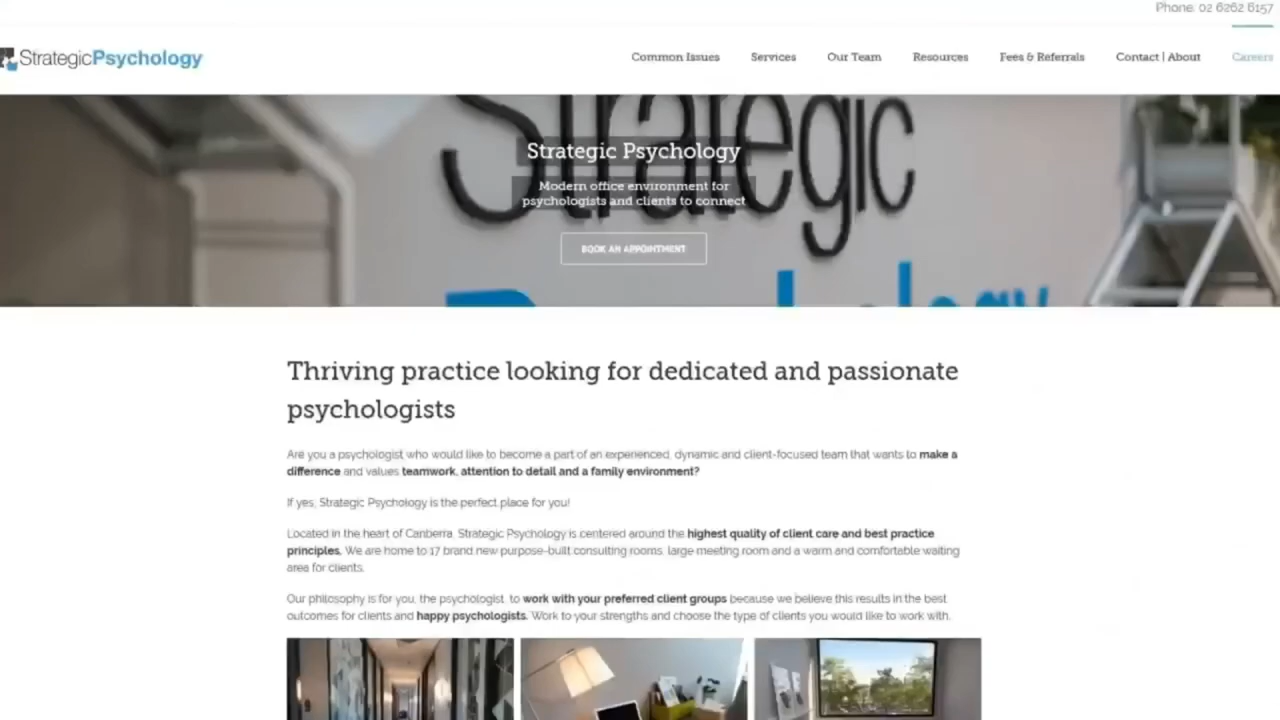 Phone: 02 6262 6157
StrategicPsychology
Common Issues Services Our Team Resources Fees & Referrals Contact | About Careers
Strategic
Strategic Psychology
Modern office environment for
psychologists and clients to connect
BOOK AN APPOINTMENT
Thriving practice looking for dedicated and passionate
psychologists
Are you a psychologist who would like to become a part of an experienced, dynamic and client-focused team that wants to make a
difference and values teamwork, attention to detail and a family environment?
If yes, Strategic Psychology is the perfect place for you!
Located in the heart of Canberra, Strategic Psychology is centered around the highest quality of client care and best practice
principles. We are home to 17 brand new purpose-built consulting rooms, large meeting room and a warm and comfortable waiting
area for clients.
Our philosophy is for you, the psychologist, to work with your preferred client groups because we believe this results in the best
outcomes for clients and happy psychologists. Work to your strengths and choose the type of clients you would like to work with.